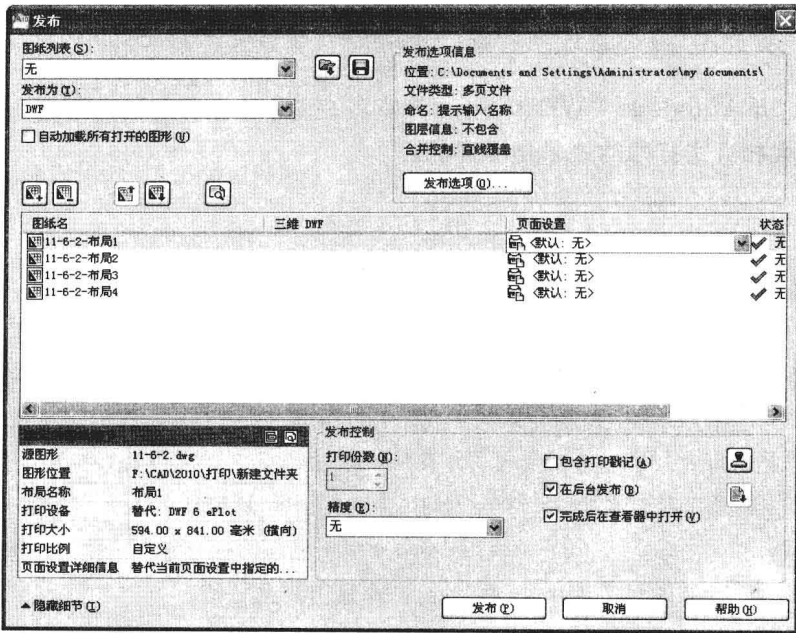 发布
图纸列表(S):
无
发布为(T):
DWF
自动加载所有打开的图形(U)
发布选项信息
位置: C:\Documents and Settings\Administrator\my documents\
文件类型: 多页文件
命名: 提示输入名称
图层信息: 不包含
合并控制: 直线覆盖
发布选项(O)...
图纸名 三维 DWF 页面设置 状态
11-6-2-布局1 <默认: 无> 无
11-6-2-布局2 <默认: 无> 无
11-6-2-布局3 <默认: 无> 无
11-6-2-布局4 <默认: 无> 无
源图形 11-6-2.dwg
图形位置 F:\CAD\2010\打印\新建文件夹
布局名称 布局1
打印设备 替代: DWF 6 ePlot
打印大小 594.00 x 841.00 毫米 (横向)
打印比例 自定义
页面设置详细信息 替代当前页面设置中指定的...
发布控制
打印份数(N):
1
精度(E):
无
包含打印戳记(A)
在后台发布(B)
完成后在查看器中打开(V)
隐藏细节(I)
发布(P) 取消 帮助(H)